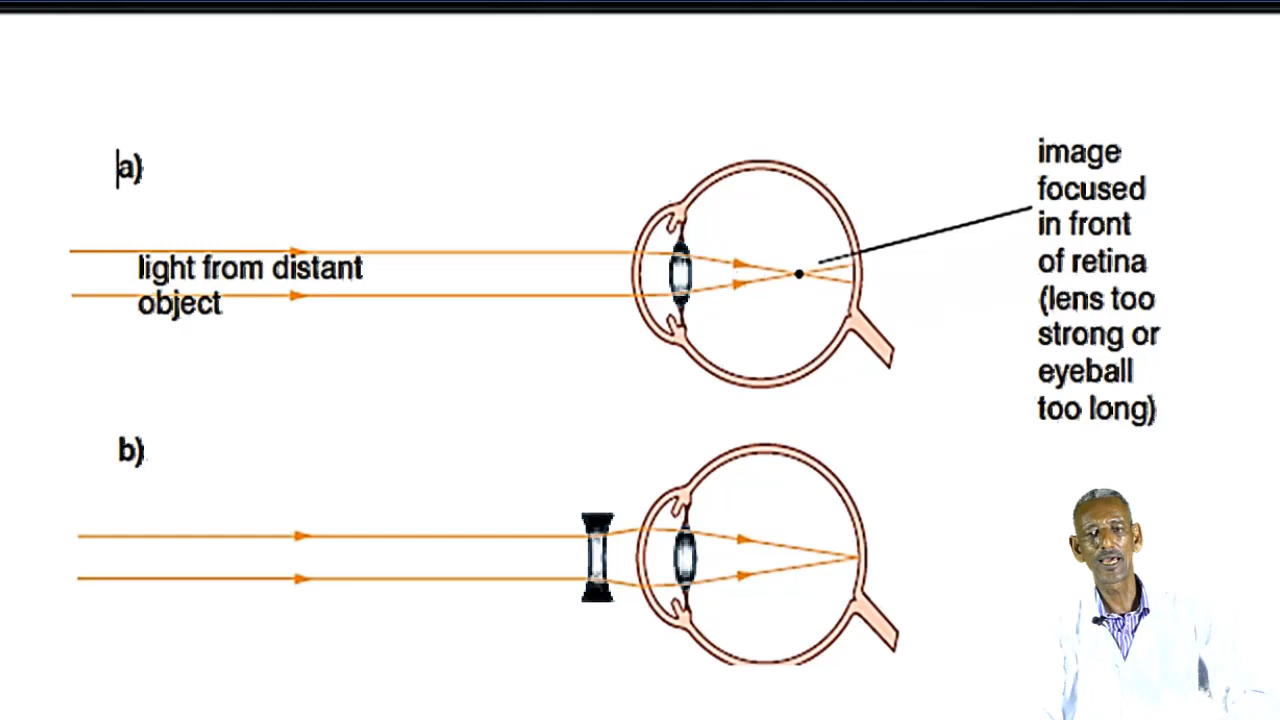 a)
light from distant
object
image
focused
in front
of retina
(lens too
strong or
eyeball
too long)
b)